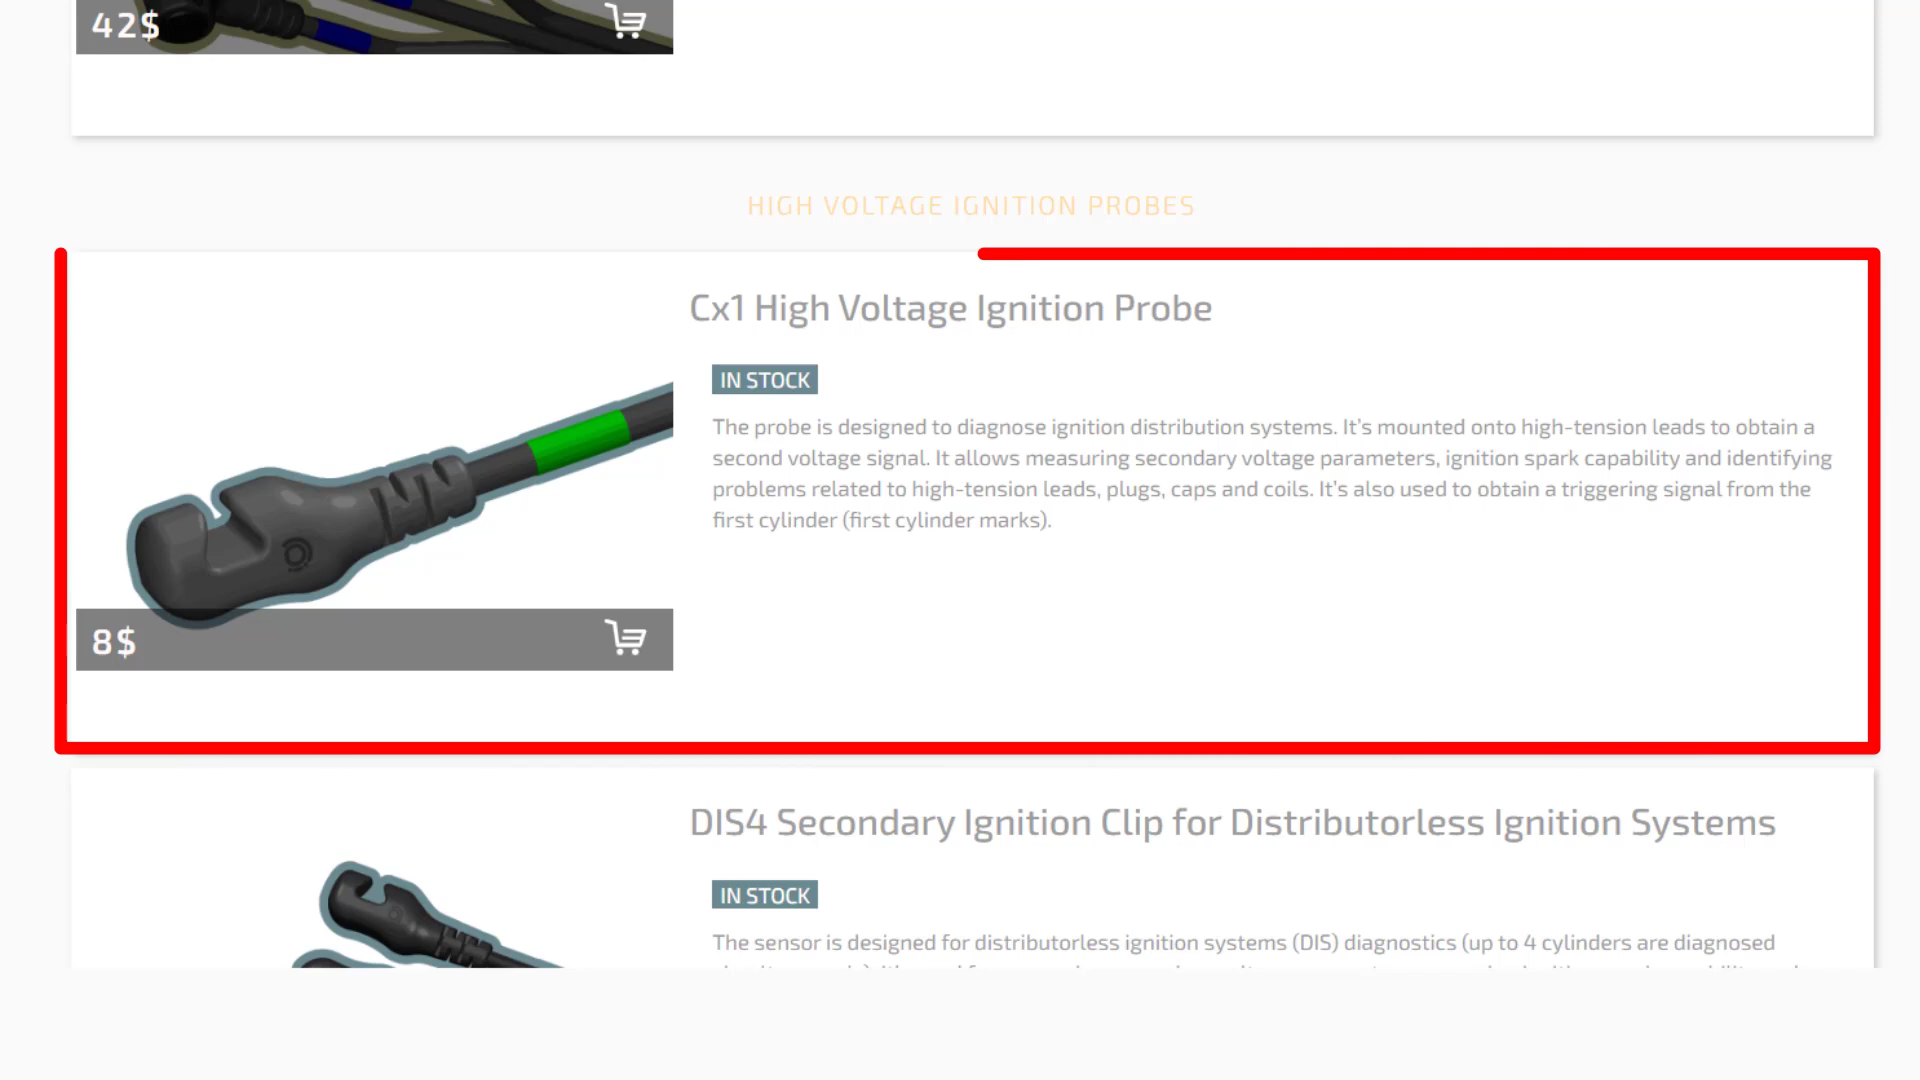 42$
HIGH VOLTAGE IGNITION PROBES
Cx1 High Voltage Ignition Probe
IN STOCK
The probe is designed to diagnose ignition distribution systems. It's mounted onto high-tension leads to obtain a
second voltage signal. It allows measuring secondary voltage parameters, ignition spark capability and identifying
problems related to high-tension leads, plugs, caps and coils. It's also used to obtain a triggering signal from the
first cylinder (first cylinder marks).
8$
DIS4 Secondary Ignition Clip for Distributorless Ignition Systems
IN STOCK
The sensor is designed for distributorless ignition systems (DIS) diagnostics (up to 4 cylinders are diagnosed